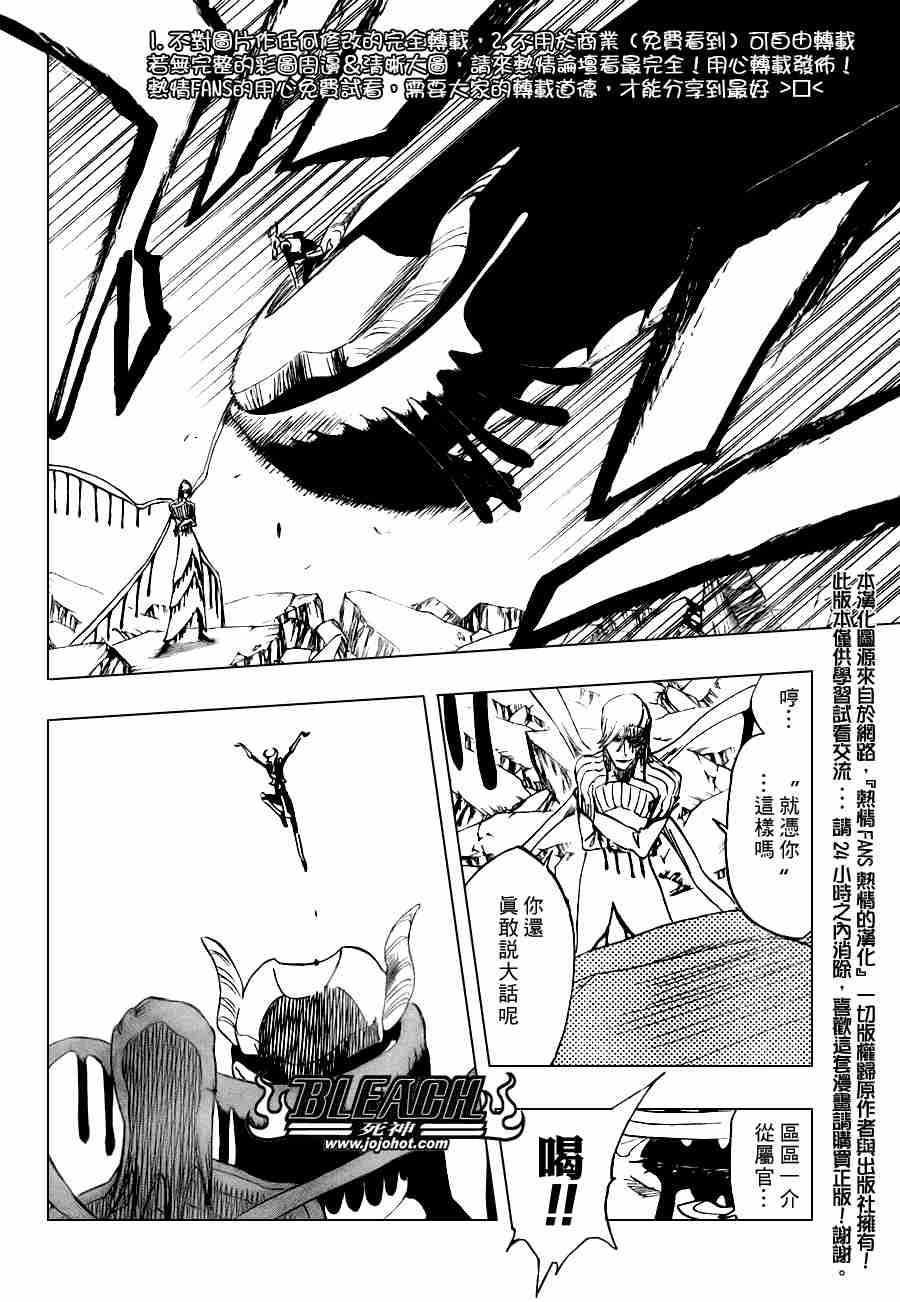 1. 不對圖片作任何修改的完全轉載，2. 不用於商業（免費看到）可自由轉載
若無完整的彩圖周漫&清晰大圖，請來熱情論壇看最完全！用心轉載發佈！
熱情FANS的用心免費試看，需要大家的轉載道德，才能分享到最好 >口<
哼…
“就憑你”
…這樣嗎
你還
真敢説大話呢
區區一介
從屬官…
喝!!
BLEACH
死神
www.jojohot.com
本漢化圖源來自於網路，『熱情FANS熱情的漢化』一切版權歸原作者與出版社擁有！
此版本僅供學習試看交流…請24小時之內消除，喜歡這套漫畫請購買正版！謝謝。